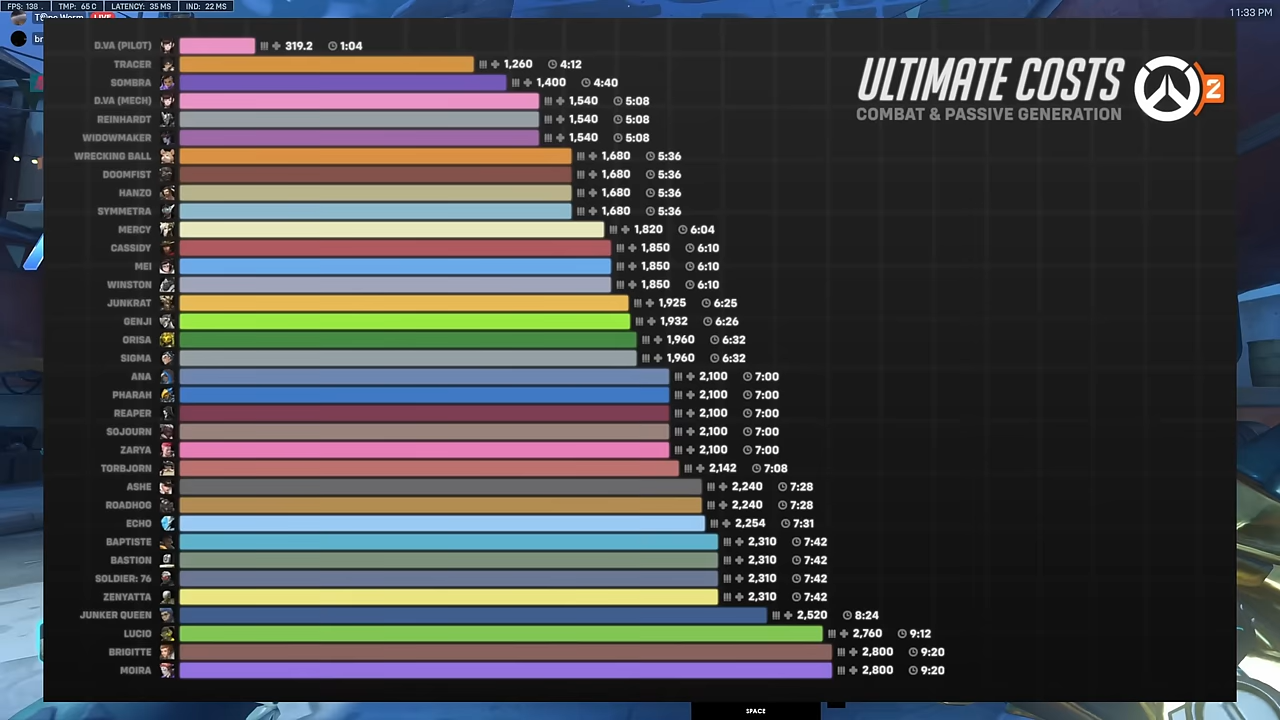 FPS: 138 . TMP: 65 C LATENCY: 35 MS IND: 22 MS
LIVE
11:33 PM
br
ULTIMATE COSTS
2
COMBAT & PASSIVE GENERATION
D.VA (PILOT) 319.2 1:04
TRACER 1,260 4:12
SOMBRA 1,400 4:40
D.VA (MECH) 1,540 5:08
REINHARDT 1,540 5:08
WIDOWMAKER 1,540 5:08
WRECKING BALL 1,680 5:36
DOOMFIST 1,680 5:36
HANZO 1,680 5:36
SYMMETRA 1,680 5:36
MERCY 1,820 6:04
CASSIDY 1,850 6:10
MEI 1,850 6:10
WINSTON 1,850 6:10
JUNKRAT 1,925 6:25
GENJI 1,932 6:26
ORISA 1,960 6:32
SIGMA 1,960 6:32
ANA 2,100 7:00
PHARAH 2,100 7:00
REAPER 2,100 7:00
SOJOURN 2,100 7:00
ZARYA 2,100 7:00
TORBJORN 2,142 7:08
ASHE 2,240 7:28
ROADHOG 2,240 7:28
ECHO 2,254 7:31
BAPTISTE 2,310 7:42
BASTION 2,310 7:42
SOLDIER: 76 2,310 7:42
ZENYATTA 2,310 7:42
JUNKER QUEEN 2,520 8:24
LUCIO 2,760 9:12
BRIGITTE 2,800 9:20
MOIRA 2,800 9:20
SPACE